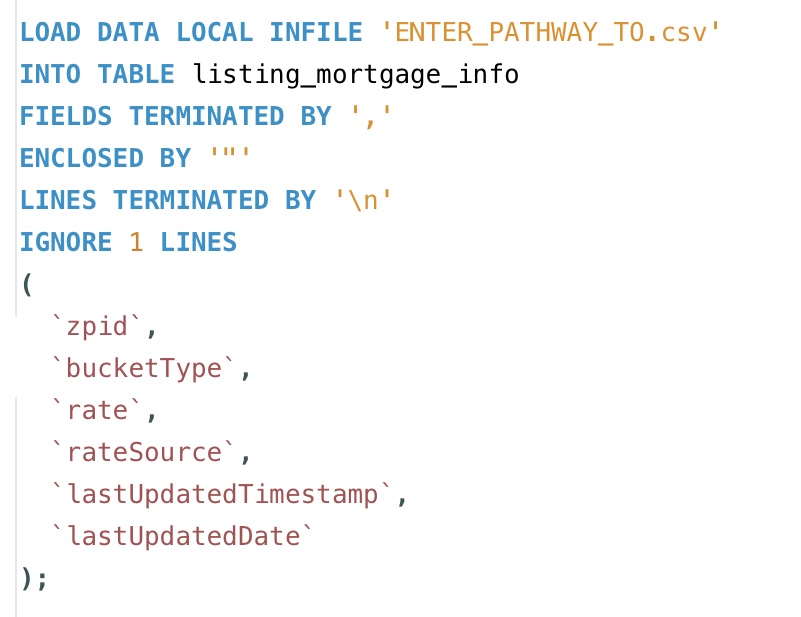 LOAD DATA LOCAL INFILE 'ENTER_PATHWAY_TO.csv'
INTO TABLE listing_mortgage_info
FIELDS TERMINATED BY ','
ENCLOSED BY '"'
LINES TERMINATED BY '\n'
IGNORE 1 LINES
(
  `zpid`,
  `bucketType`,
  `rate`,
  `rateSource`,
  `lastUpdatedTimestamp`,
  `lastUpdatedDate`
);